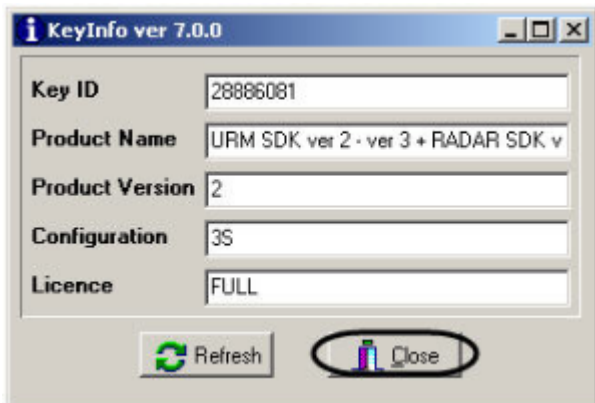 KeyInfo ver 7.0.0
Key ID 28886081
Product Name URM SDK ver 2 - ver 3 + RADAR SDK v
Product Version 2
Configuration 3S
Licence FULL
Refresh Close